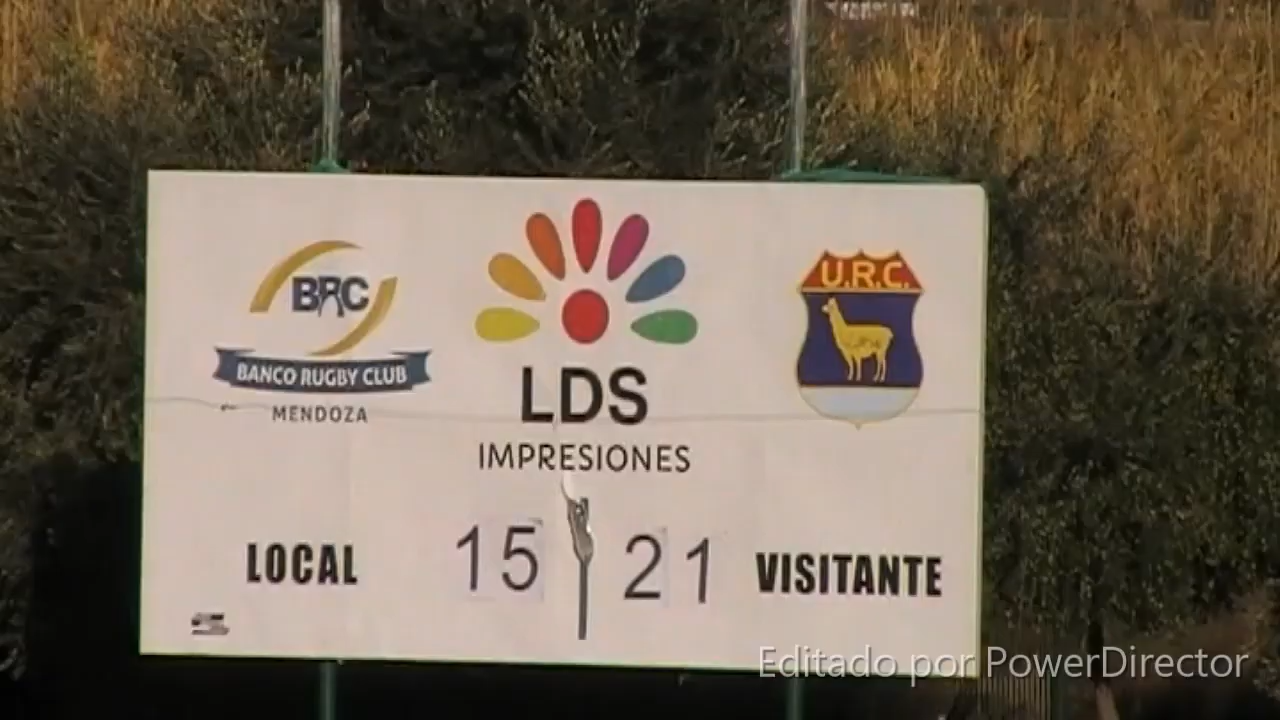 BRC
BANCO RUGBY CLUB
MENDOZA
LDS
IMPRESIONES
U.R.C.
LOCAL
15
21
VISITANTE
Editado por PowerDirector